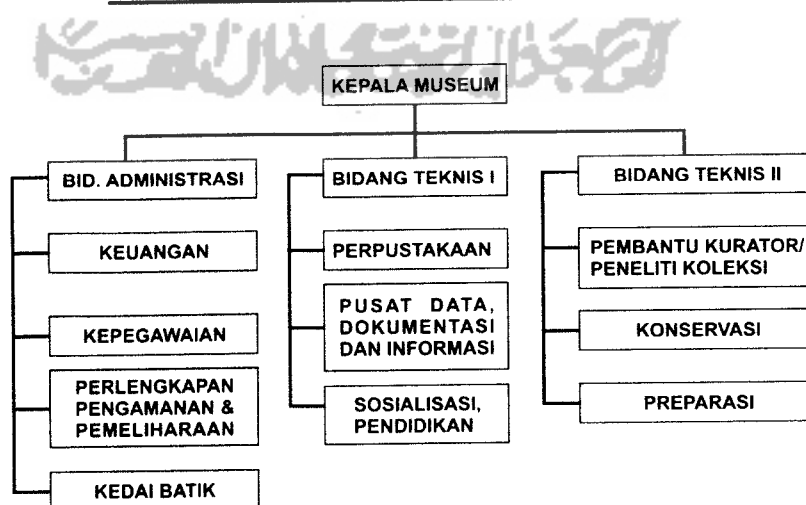 KEPALA MUSEUM
BID. ADMINISTRASI
KEUANGAN
KEPEGAWAIAN
PERLENGKAPAN
PENGAMANAN &
PEMELIHARAAN
KEDAI BATIK
BIDANG TEKNIS I
PERPUSTAKAAN
PUSAT DATA,
DOKUMENTASI
DAN INFORMASI
SOSIALISASI,
PENDIDIKAN
BIDANG TEKNIS II
PEMBANTU KURATOR/
PENELITI KOLEKSI
KONSERVASI
PREPARASI